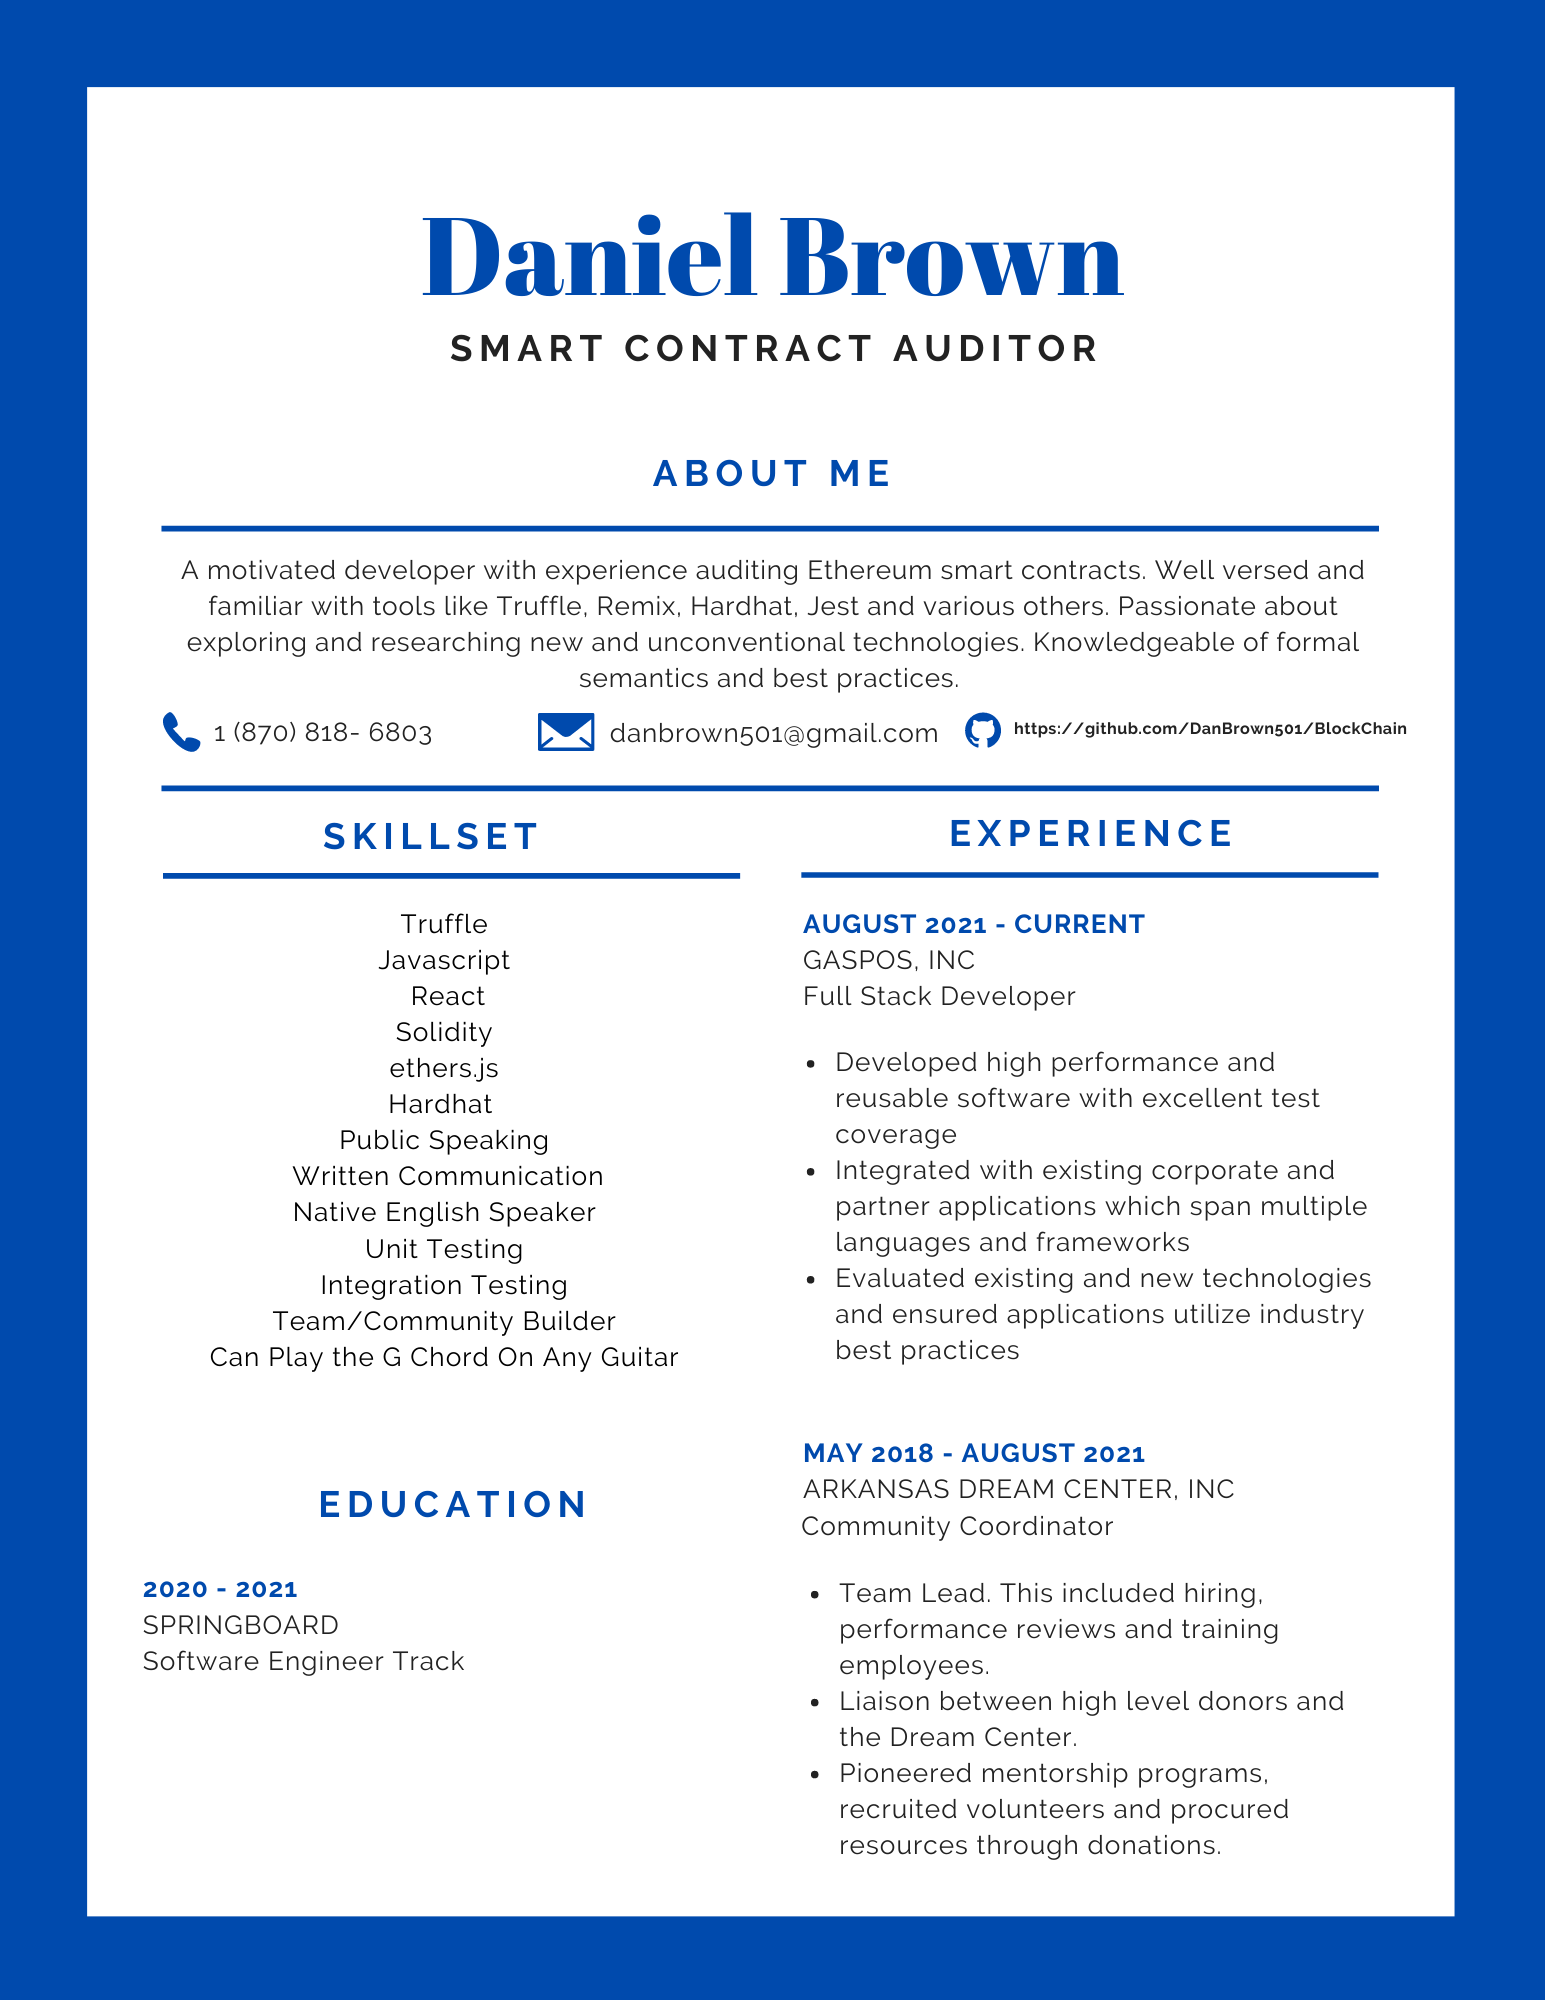 Daniel Brown
SMART CONTRACT AUDITOR
ABOUT ME
A motivated developer with experience auditing Ethereum smart contracts. Well versed and
familiar with tools like Truffle, Remix, Hardhat, Jest and various others. Passionate about
exploring and researching new and unconventional technologies. Knowledgeable of formal
semantics and best practices.
1 (870) 818- 6803
danbrown501@gmail.com
https://github.com/DanBrown501/BlockChain
SKILLSET
Truffle
Javascript
React
Solidity
ethers.js
Hardhat
Public Speaking
Written Communication
Native English Speaker
Unit Testing
Integration Testing
Team/Community Builder
Can Play the G Chord On Any Guitar
EDUCATION
2020 - 2021
SPRINGBOARD
Software Engineer Track
EXPERIENCE
AUGUST 2021 - CURRENT
GASPOS, INC
Full Stack Developer
• Developed high performance and
reusable software with excellent test
coverage
• Integrated with existing corporate and
partner applications which span multiple
languages and frameworks
• Evaluated existing and new technologies
and ensured applications utilize industry
best practices
MAY 2018 - AUGUST 2021
ARKANSAS DREAM CENTER, INC
Community Coordinator
• Team Lead. This included hiring,
performance reviews and training
employees.
• Liaison between high level donors and
the Dream Center.
• Pioneered mentorship programs,
recruited volunteers and procured
resources through donations.